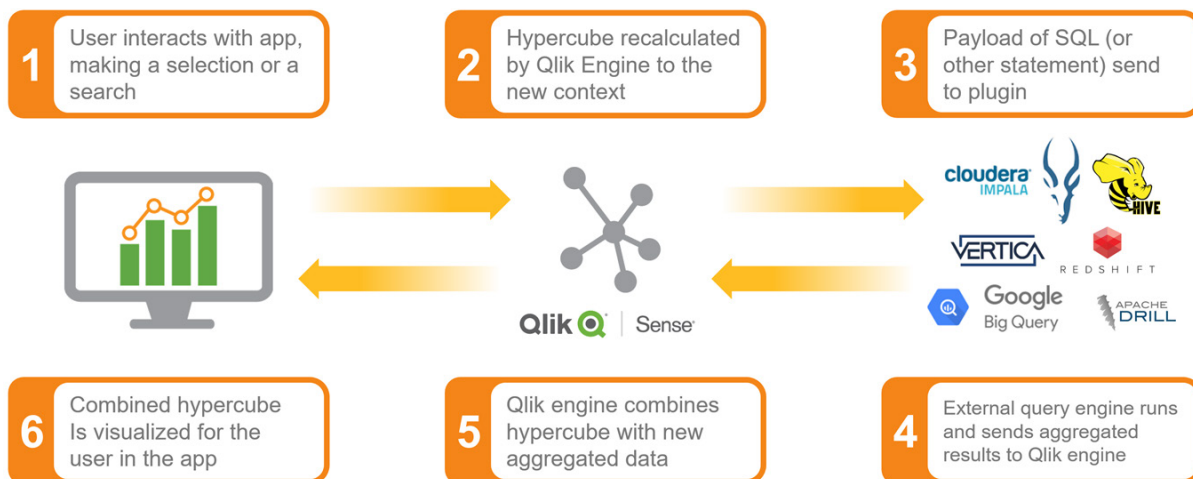 1
User interacts with app,
making a selection or a
search
2
Hypercube recalculated
by Qlik Engine to the
new context
3
Payload of SQL (or
other statement) send
to plugin
cloudera
IMPALA
HIVE
VERTICA
REDSHIFT
Google
Big Query
APACHE
DRILL
Qlik Sense
6
Combined hypercube
Is visualized for the
user in the app
5
Qlik engine combines
hypercube with new
aggregated data
4
External query engine runs
and sends aggregated
results to Qlik engine